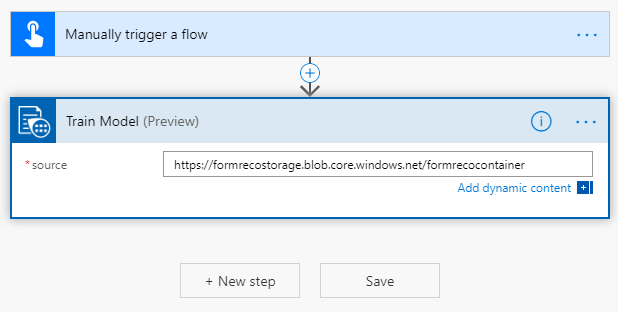 Manually trigger a flow
Train Model (Preview)
* source
https://formrecostorage.blob.core.windows.net/formrecocontainer
Add dynamic content
+ New step
Save